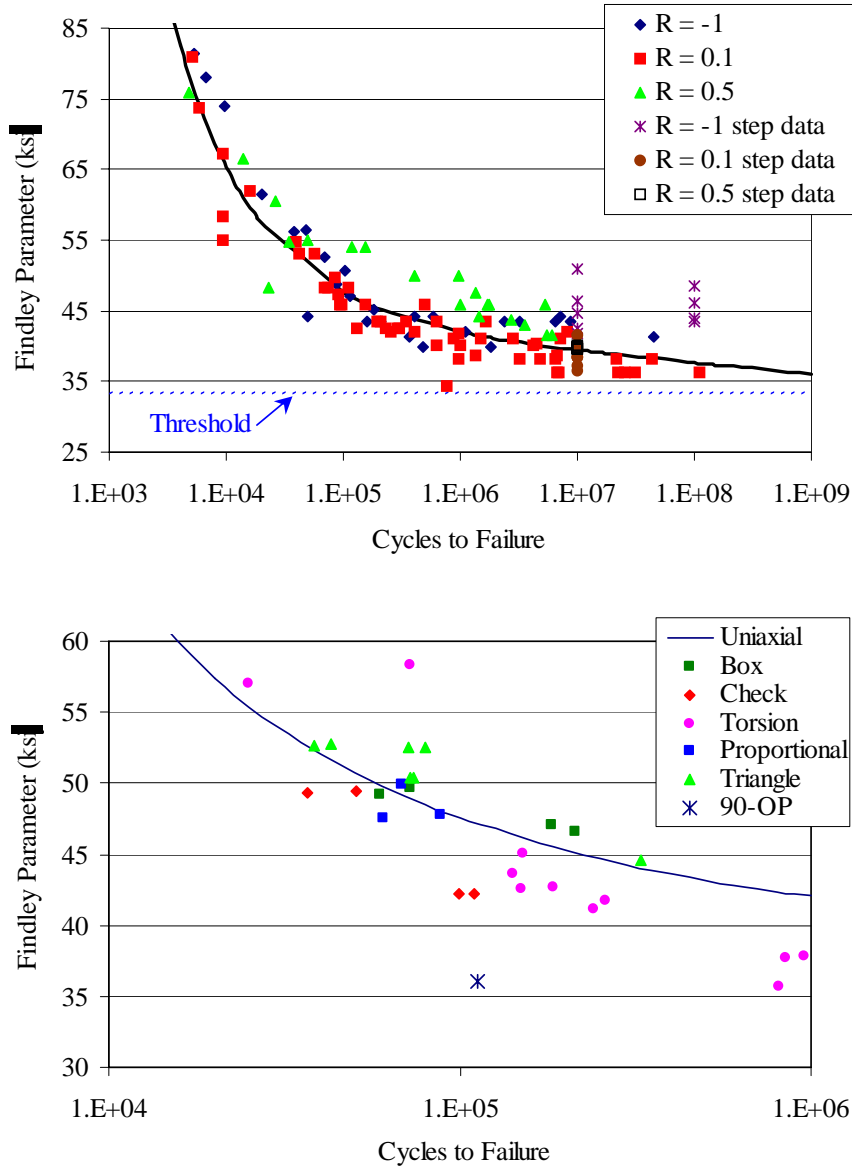 85
75
65
55
45
35
25
Findley Parameter (ksi
R = -1
R = 0.1
R = 0.5
R = -1 step data
R = 0.1 step data
R = 0.5 step data
Threshold
1.E+03 1.E+04 1.E+05 1.E+06 1.E+07 1.E+08 1.E+09
Cycles to Failure
60
55
50
45
40
35
30
Findley Parameter (ksi
Uniaxial
Box
Check
Torsion
Proportional
Triangle
90-OP
1.E+04 1.E+05 1.E+06
Cycles to Failure